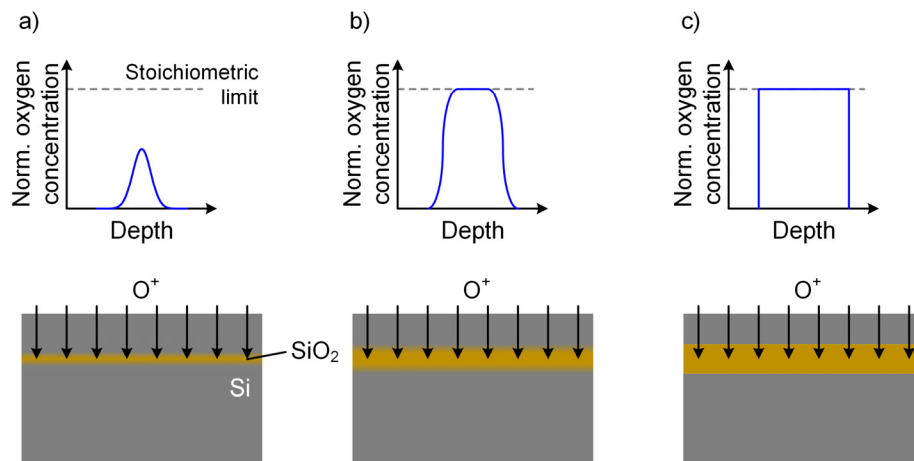 a)
Norm. oxygen
concentration
Stoichiometric
limit
Depth
b)
Norm. oxygen
concentration
Depth
c)
Norm. oxygen
concentration
Depth
O⁺
SiO₂
Si
O⁺
O⁺